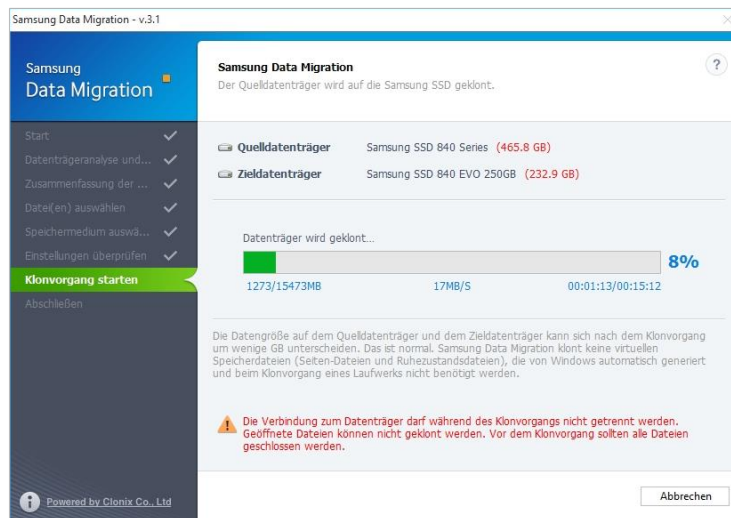 Samsung Data Migration - v.3.1
Samsung
Data Migration
Start
Datenträgeranalyse und...
Zusammenfassung der ...
Datei(en) auswählen
Speichermedium auswä...
Einstellungen überprüfen
Klonvorgang starten
Abschließen
Powered by Clonix Co., Ltd
Samsung Data Migration
Der Quelldatenträger wird auf die Samsung SSD geklont.
?
Quelldatenträger Samsung SSD 840 Series (465.8 GB)
Zieldatenträger Samsung SSD 840 EVO 250GB (232.9 GB)
Datenträger wird geklont...
8%
1273/15473MB 17MB/S 00:01:13/00:15:12
Die Datengröße auf dem Quelldatenträger und dem Zieldatenträger kann sich nach dem Klonvorgang
um wenige GB unterscheiden. Das ist normal. Samsung Data Migration klont keine virtuellen
Speicherdateien (Seiten-Dateien und Ruhezustandsdateien), die von Windows automatisch generiert
und beim Klonvorgang eines Laufwerks nicht benötigt werden.
Die Verbindung zum Datenträger darf während des Klonvorgangs nicht getrennt werden.
Geöffnete Dateien können nicht geklont werden. Vor dem Klonvorgang sollten alle Dateien
geschlossen werden.
Abbrechen